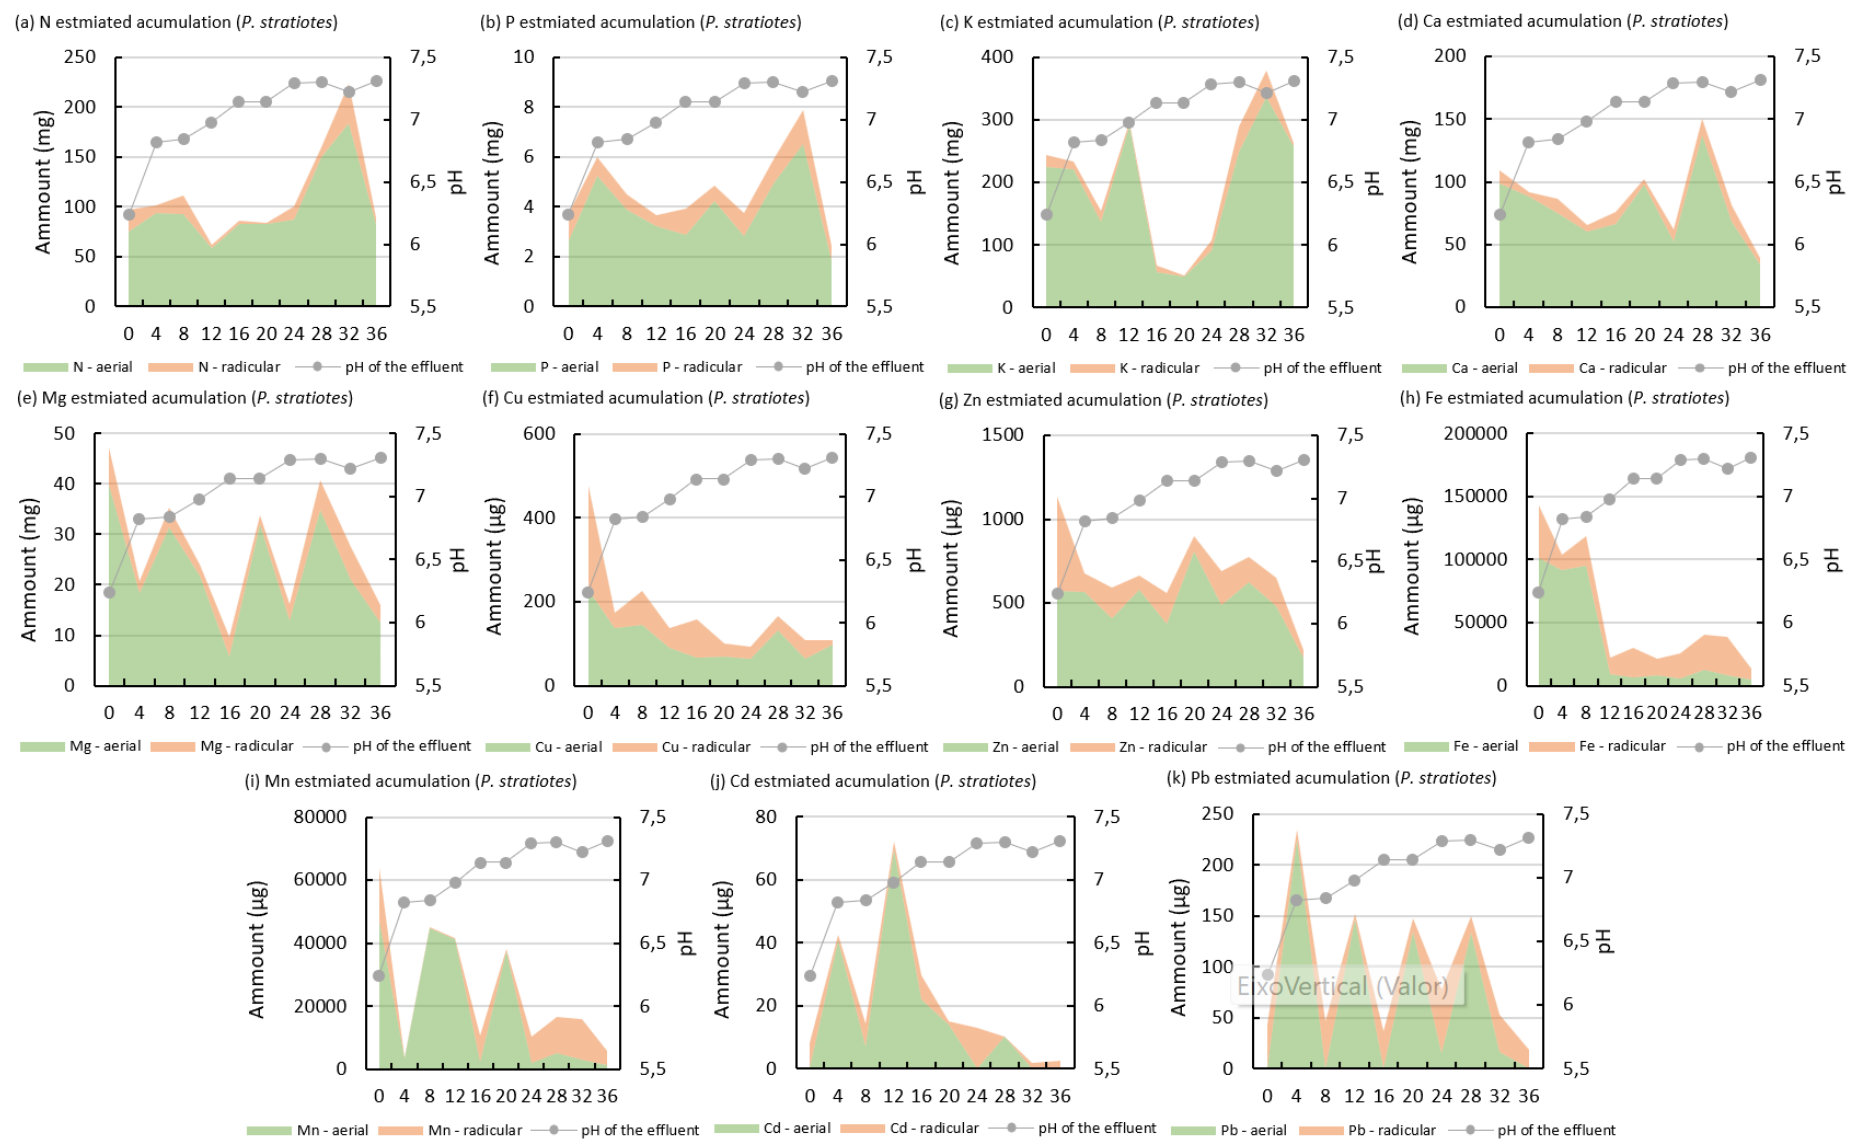 (a) N estmiated acumulation (P. stratiotes)
250
200
150
100
50
0
Ammount (mg)
7,5
7
6,5
6
5,5
pH
0 4 8 12 16 20 24 28 32 36
N - aerial N - radicular pH of the effluent
(b) P estmiated acumulation (P. stratiotes)
10
8
6
4
2
0
Ammount (mg)
7,5
7
6,5
6
5,5
pH
0 4 8 12 16 20 24 28 32 36
P - aerial P - radicular pH of the effluent
(c) K estmiated acumulation (P. stratiotes)
400
300
200
100
0
Ammount (mg)
7,5
7
6,5
6
5,5
pH
0 4 8 12 16 20 24 28 32 36
K - aerial K - radicular pH of the effluent
(d) Ca estmiated acumulation (P. stratiotes)
200
150
100
50
0
Ammount (mg)
7,5
7
6,5
6
5,5
pH
0 4 8 12 16 20 24 28 32 36
Ca - aerial Ca - radicular pH of the effluent
(e) Mg estmiated acumulation (P. stratiotes)
50
40
30
20
10
0
Ammount (mg)
7,5
7
6,5
6
5,5
pH
0 4 8 12 16 20 24 28 32 36
Mg - aerial Mg - radicular pH of the effluent
(f) Cu estmiated acumulation (P. stratiotes)
600
400
200
0
Ammount (µg)
7,5
7
6,5
6
5,5
pH
0 4 8 12 16 20 24 28 32 36
Cu - aerial Cu - radicular pH of the effluent
(g) Zn estmiated acumulation (P. stratiotes)
1500
1000
500
0
Ammount (µg)
7,5
7
6,5
6
5,5
pH
0 4 8 12 16 20 24 28 32 36
Zn - aerial Zn - radicular pH of the effluent
(h) Fe estmiated acumulation (P. stratiotes)
200000
150000
100000
50000
0
Ammount (µg)
7,5
7
6,5
6
5,5
pH
0 4 8 12 16 20 24 28 32 36
Fe - aerial Fe - radicular pH of the effluent
(i) Mn estmiated acumulation (P. stratiotes)
80000
60000
40000
20000
0
Ammount (µg)
7,5
7
6,5
6
5,5
pH
0 4 8 12 16 20 24 28 32 36
Mn - aerial Mn - radicular pH of the effluent
(j) Cd estmiated acumulation (P. stratiotes)
80
60
40
20
0
Ammount (µg)
7,5
7
6,5
6
5,5
pH
0 4 8 12 16 20 24 28 32 36
Cd - aerial Cd - radicular pH of the effluent
(k) Pb estmiated acumulation (P. stratiotes)
250
200
150
100
50
0
Ammount (µg)
7,5
7
6,5
6
5,5
pH
EixoVertical (Valor)
0 4 8 12 16 20 24 28 32 36
Pb - aerial Pb - radicular pH of the effluent